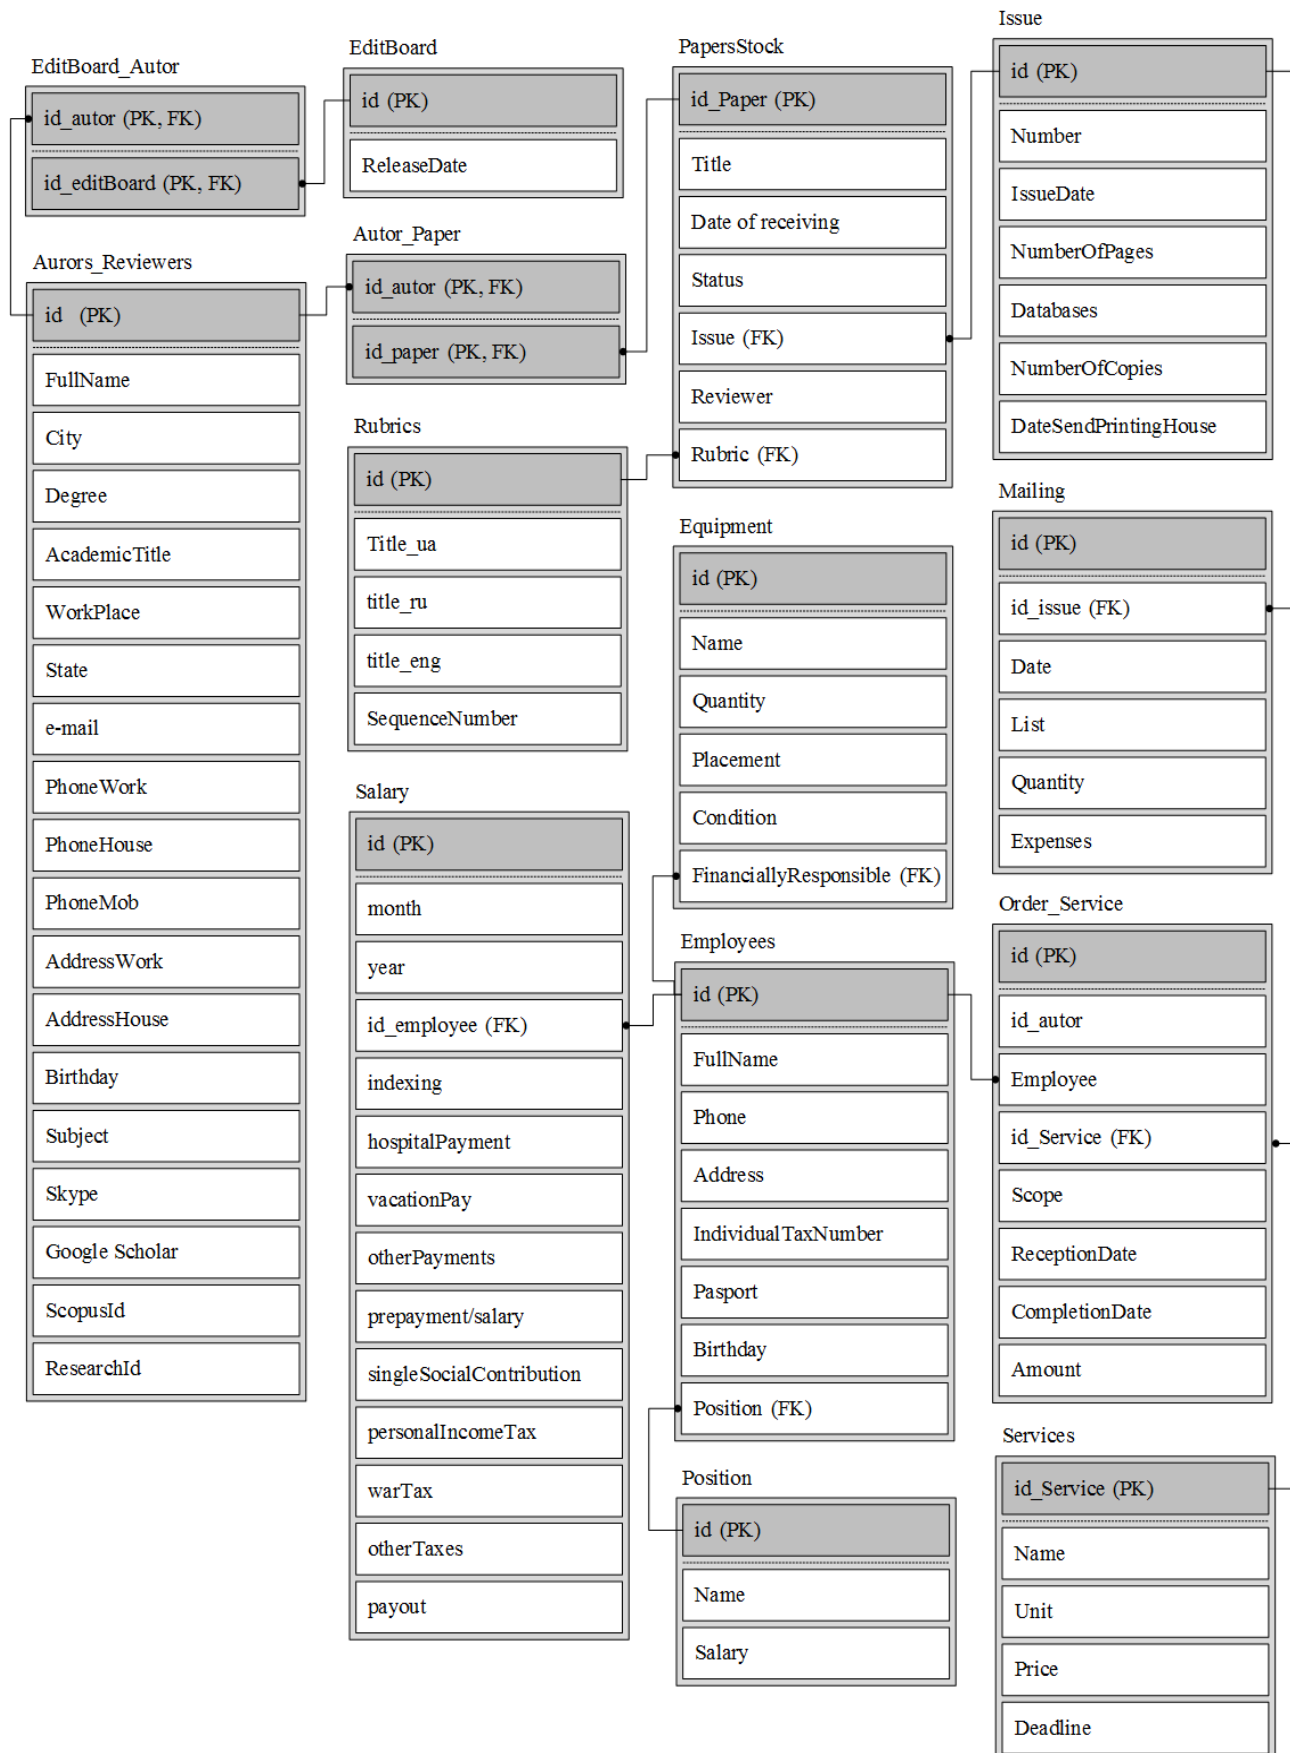 EditBoard_Autor
id_autor (PK, FK)
id_editBoard (PK, FK)
Aurors_Reviewers
id (PK)
FullName
City
Degree
AcademicTitle
WorkPlace
State
e-mail
PhoneWork
PhoneHouse
PhoneMob
AddressWork
AddressHouse
Birthday
Subject
Skype
Google Scholar
ScopusId
ResearchId
EditBoard
id (PK)
ReleaseDate
Autor_Paper
id_autor (PK, FK)
id_paper (PK, FK)
Rubrics
id (PK)
Title_ua
title_ru
title_eng
SequenceNumber
Salary
id (PK)
month
year
id_employee (FK)
indexing
hospitalPayment
vacationPay
otherPayments
prepayment/salary
singleSocialContribution
personalIncomeTax
warTax
otherTaxes
payout
PapersStock
id_Paper (PK)
Title
Date of receiving
Status
Issue (FK)
Reviewer
Rubric (FK)
Equipment
id (PK)
Name
Quantity
Placement
Condition
FinanciallyResponsible (FK)
Employees
id (PK)
FullName
Phone
Address
IndividualTaxNumber
Pasport
Birthday
Position (FK)
Position
id (PK)
Name
Salary
Issue
id (PK)
Number
IssueDate
NumberOfPages
Databases
NumberOfCopies
DateSendPrintingHouse
Mailing
id (PK)
id_issue (FK)
Date
List
Quantity
Expenses
Order_Service
id (PK)
id_autor
Employee
id_Service (FK)
Scope
ReceptionDate
CompletionDate
Amount
Services
id_Service (PK)
Name
Unit
Price
Deadline